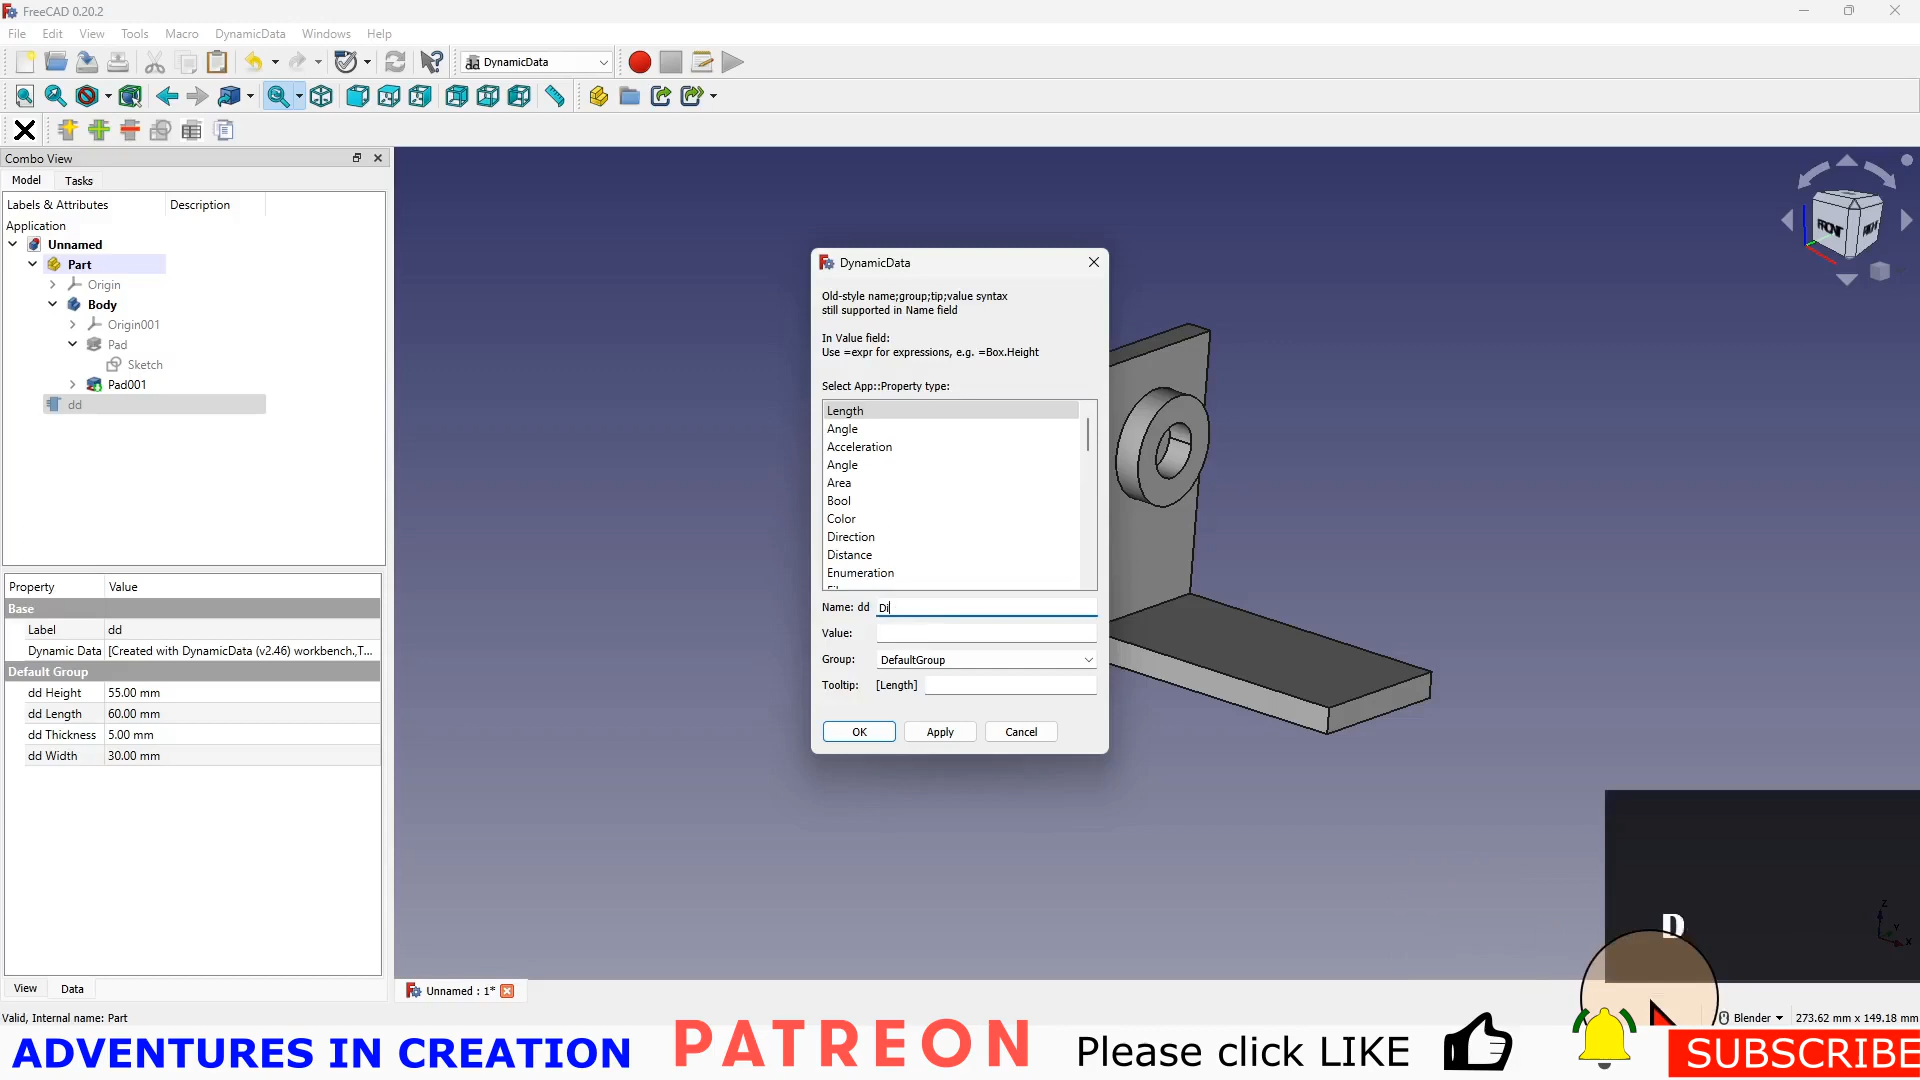 FreeCAD 0.20.2
File Edit View Tools Macro DynamicData Windows Help
DynamicData
Combo View
Model Tasks
Labels & Attributes Description
Application
Unnamed
Part
Origin
Body
Origin001
Pad
Sketch
Pad001
dd
Property Value
Base
Label dd
Dynamic Data [Created with DynamicData (v2.46) workbench.,T...
Default Group
dd Height 55.00 mm
dd Length 60.00 mm
dd Thickness 5.00 mm
dd Width 30.00 mm
View Data
DynamicData
Old-style name;group;tip;value syntax
still supported in Name field
In Value field:
Use =expr for expressions, e.g. =Box.Height
Select App::Property type:
Length
Angle
Acceleration
Angle
Area
Bool
Color
Direction
Distance
Enumeration
Name: dd Di
Value:
Group: DefaultGroup
Tooltip: [Length]
OK Apply Cancel
FRONT
D
Z
Y
X
Unnamed : 1*
Valid, Internal name: Part
Blender 273.62 mm x 149.18 mm
ADVENTURES IN CREATION PATREON Please click LIKE SUBSCRIBE